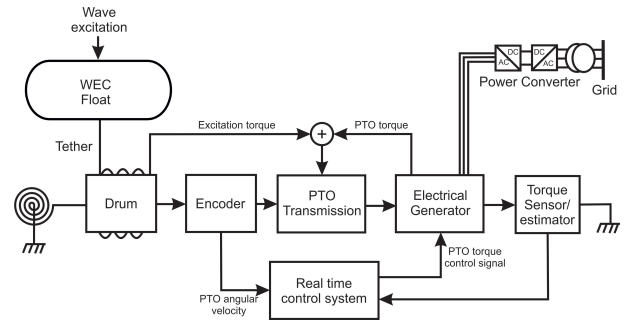 Wave
excitation
WEC
Float
Tether
Excitation torque
+
PTO torque
DC
AC
DC
AC
Power Converter
Grid
Drum
Encoder
PTO
Transmission
Electrical
Generator
Torque
Sensor/
estimator
PTO torque
control signal
PTO angular
velocity
Real time
control system